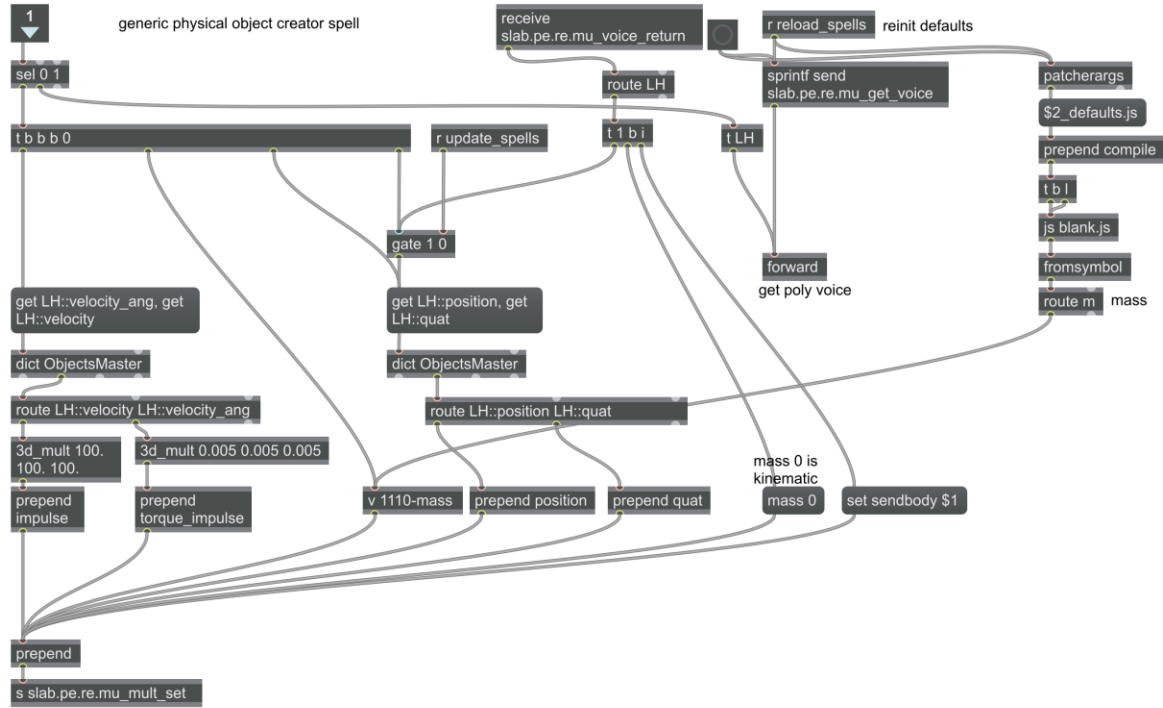 1
generic physical object creator spell
receive
slab.pe.re.mu_voice_return
r reload_spells
reinit defaults
sel 0 1
route LH
sprintf send
slab.pe.re.mu_get_voice
patcherargs
$2_defaults.js
t b b b 0
r update_spells
t 1 b i
t LH
prepend compile
t b l
js blank.js
gate 1 0
forward
get poly voice
fromsymbol
get LH::velocity_ang, get
LH::velocity
get LH::position, get
LH::quat
route m
mass
dict ObjectsMaster
dict ObjectsMaster
route LH::velocity LH::velocity_ang
route LH::position LH::quat
3d_mult 100.
100. 100.
3d_mult 0.005 0.005 0.005
mass 0 is
kinematic
prepend
impulse
prepend
torque_impulse
v 1110-mass
prepend position
prepend quat
mass 0
set sendbody $1
prepend
s slab.pe.re.mu_mult_set